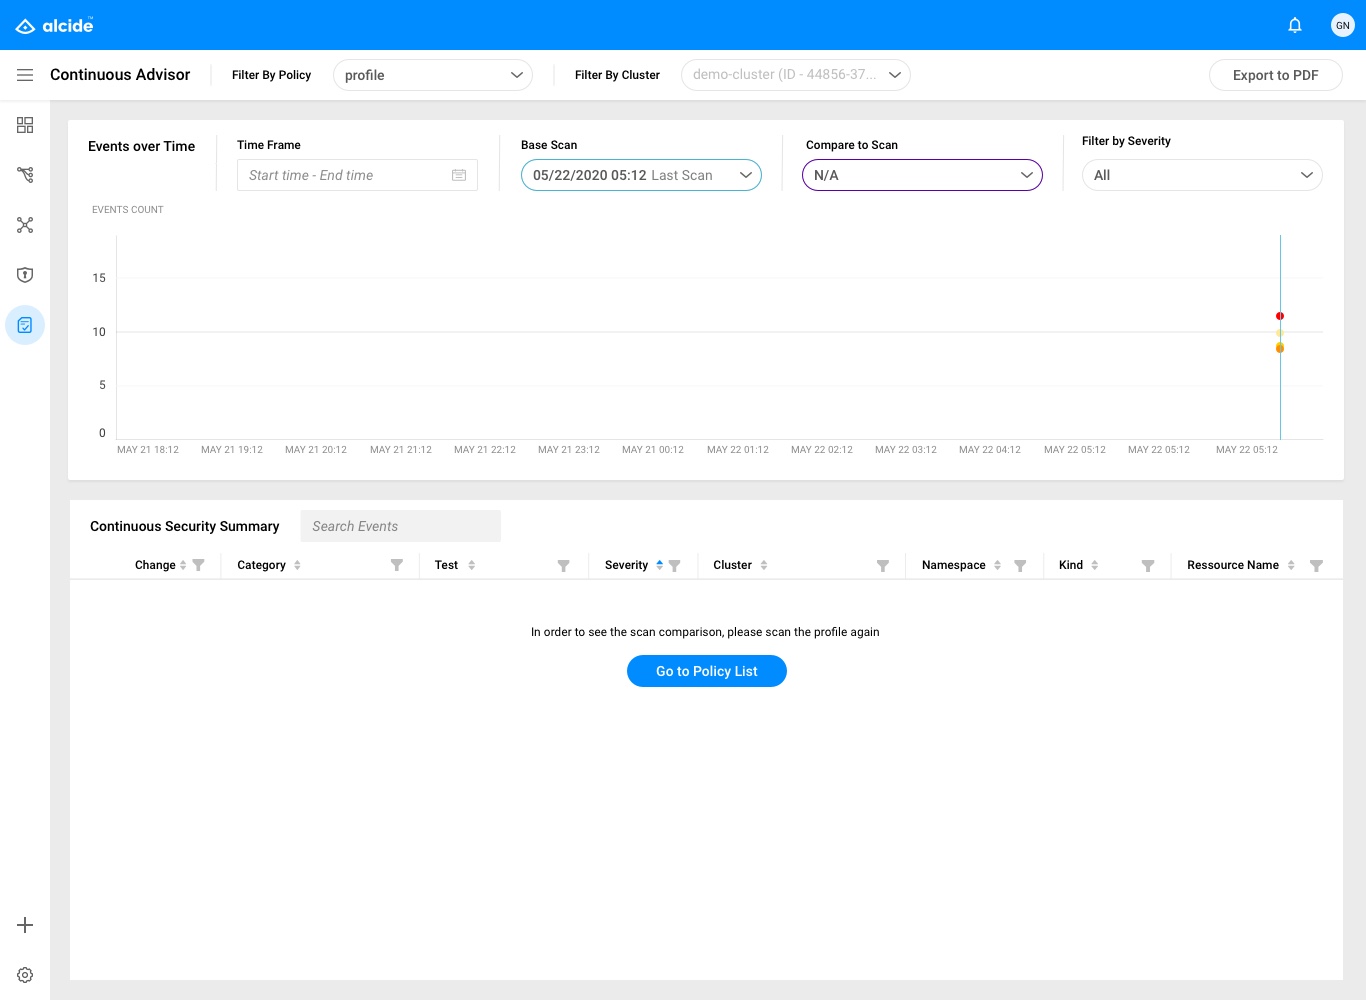 alcide™
GN
Continuous Advisor
Filter By Policy
profile
Filter By Cluster
demo-cluster (ID - 44856-37...
Export to PDF
Events over Time
Time Frame
Start time - End time
Base Scan
05/22/2020 05:12 Last Scan
Compare to Scan
N/A
Filter by Severity
All
EVENTS COUNT
15
10
5
0
MAY 21 18:12
MAY 21 19:12
MAY 21 20:12
MAY 21 21:12
MAY 21 22:12
MAY 21 23:12
MAY 21 00:12
MAY 22 01:12
MAY 22 02:12
MAY 22 03:12
MAY 22 04:12
MAY 22 05:12
MAY 22 05:12
MAY 22 05:12
Continuous Security Summary
Search Events
Change
Category
Test
Severity
Cluster
Namespace
Kind
Ressource Name
In order to see the scan comparison, please scan the profile again
Go to Policy List